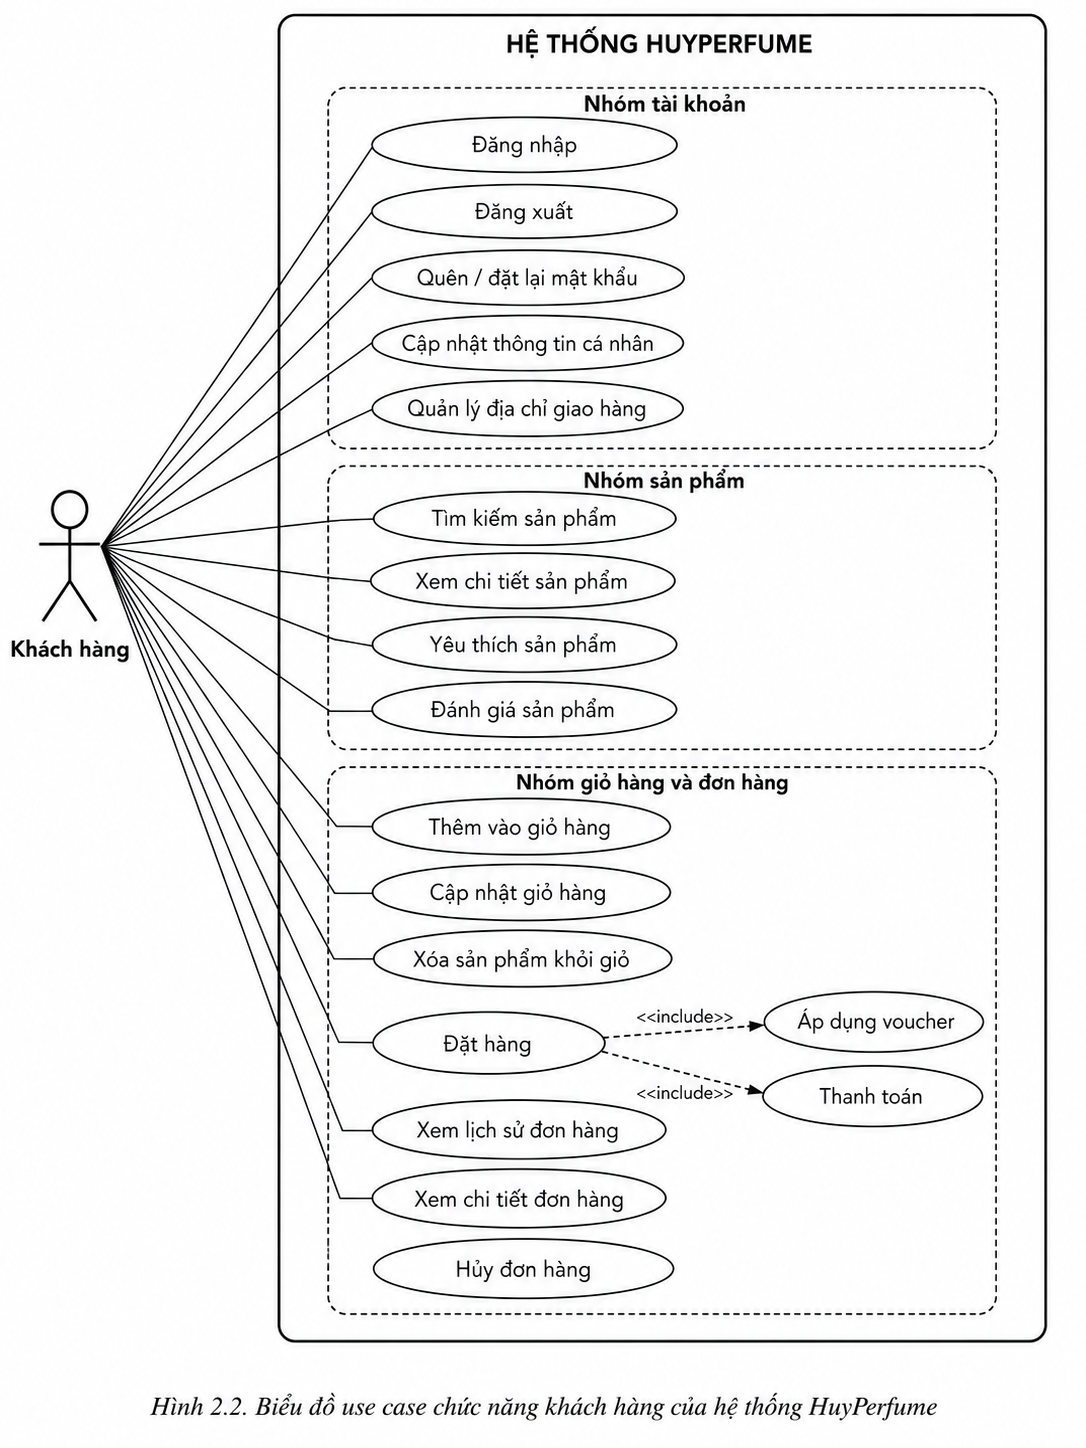 HỆ THỐNG HUYPERFUME
Nhóm tài khoản
Đăng nhập
Đăng xuất
Quên / đặt lại mật khẩu
Cập nhật thông tin cá nhân
Quản lý địa chỉ giao hàng
Nhóm sản phẩm
Tìm kiếm sản phẩm
Xem chi tiết sản phẩm
Khách hàng
Yêu thích sản phẩm
Đánh giá sản phẩm
Nhóm giỏ hàng và đơn hàng
Thêm vào giỏ hàng
Cập nhật giỏ hàng
Xóa sản phẩm khỏi giỏ
Đặt hàng
<<include>>
Áp dụng voucher
<<include>>
Thanh toán
Xem lịch sử đơn hàng
Xem chi tiết đơn hàng
Hủy đơn hàng
Hình 2.2. Biểu đồ use case chức năng khách hàng của hệ thống HuyPerfume